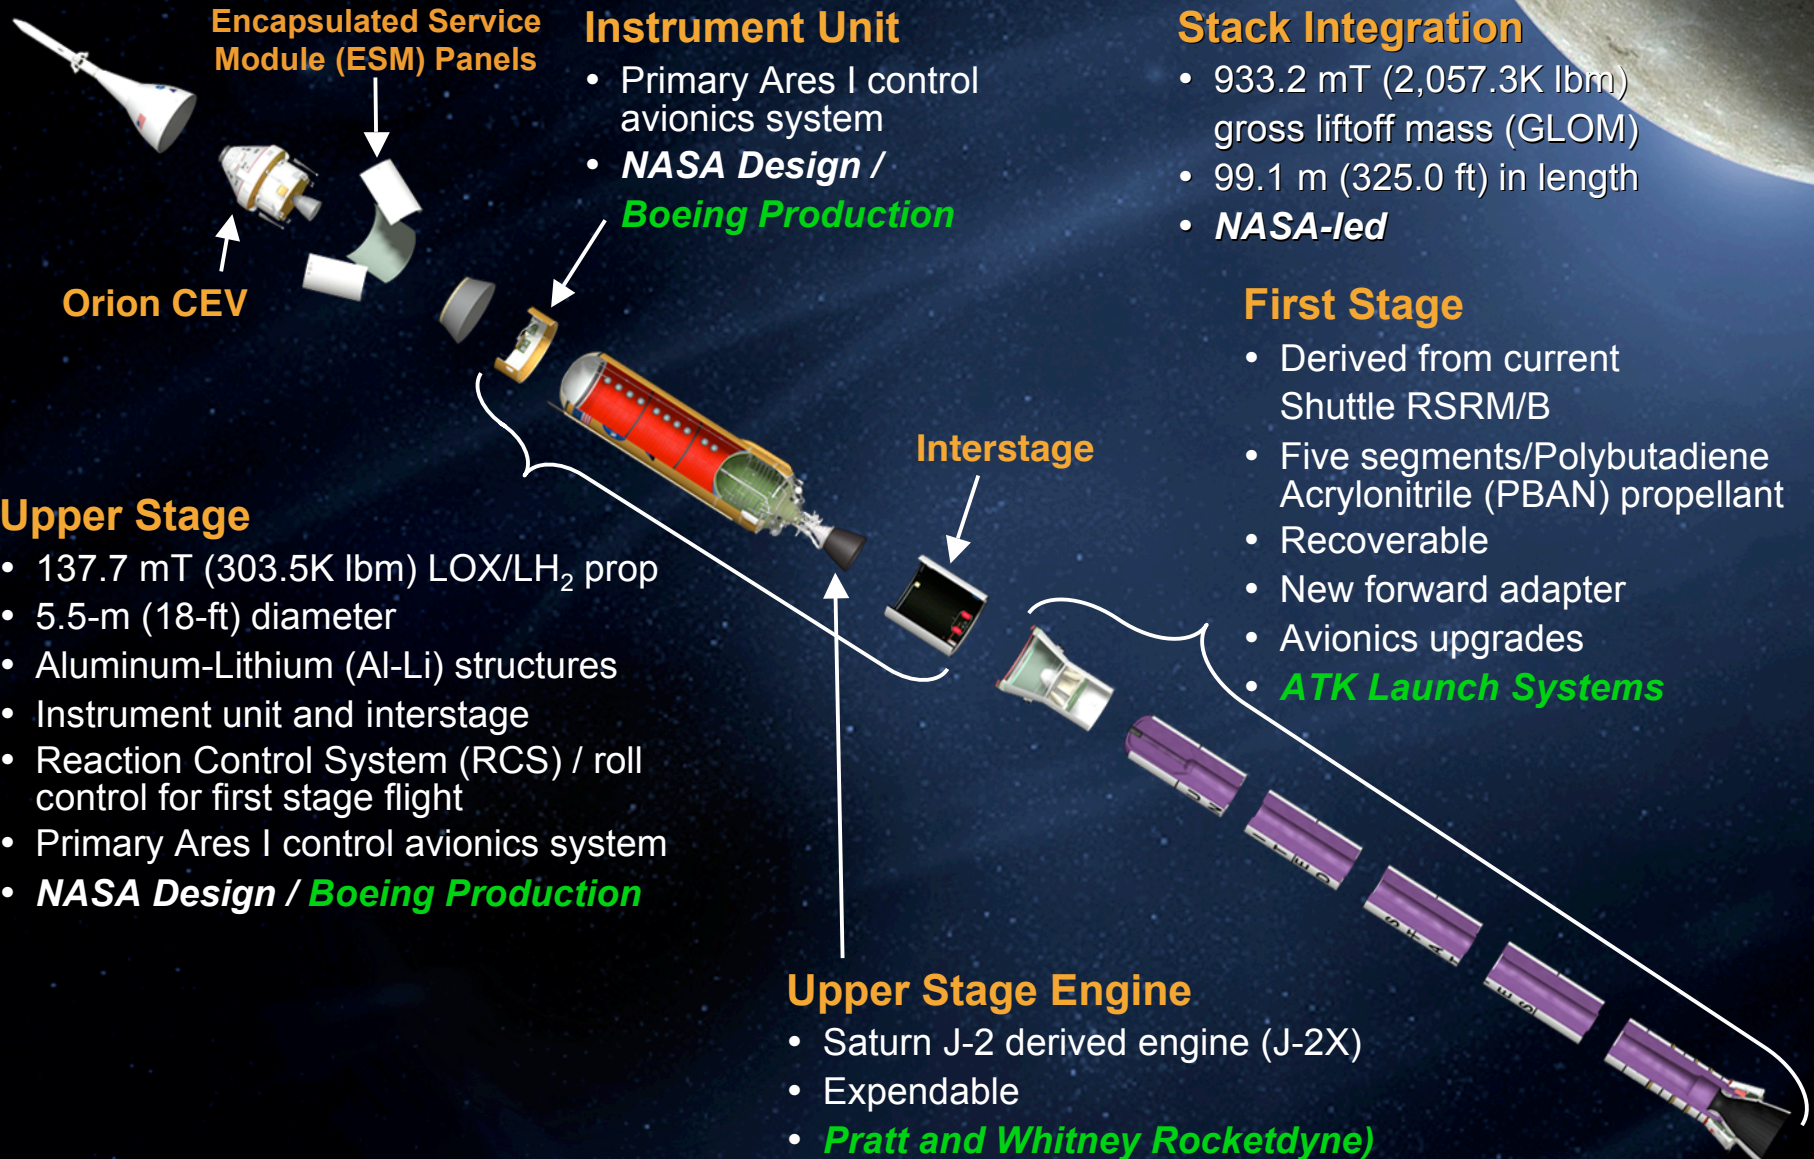 Encapsulated Service
Module (ESM) Panels
Orion CEV
Instrument Unit
• Primary Ares I control
avionics system
• NASA Design /
Boeing Production
Stack Integration
• 933.2 mT (2,057.3K lbm)
gross liftoff mass (GLOM)
• 99.1 m (325.0 ft) in length
• NASA-led
First Stage
• Derived from current
Shuttle RSRM/B
• Five segments/Polybutadiene
Acrylonitrile (PBAN) propellant
• Recoverable
• New forward adapter
• Avionics upgrades
• ATK Launch Systems
Interstage
Upper Stage
• 137.7 mT (303.5K lbm) LOX/LH₂ prop
• 5.5-m (18-ft) diameter
• Aluminum-Lithium (Al-Li) structures
• Instrument unit and interstage
• Reaction Control System (RCS) / roll
control for first stage flight
• Primary Ares I control avionics system
• NASA Design / Boeing Production
Upper Stage Engine
• Saturn J-2 derived engine (J-2X)
• Expendable
• Pratt and Whitney Rocketdyne)